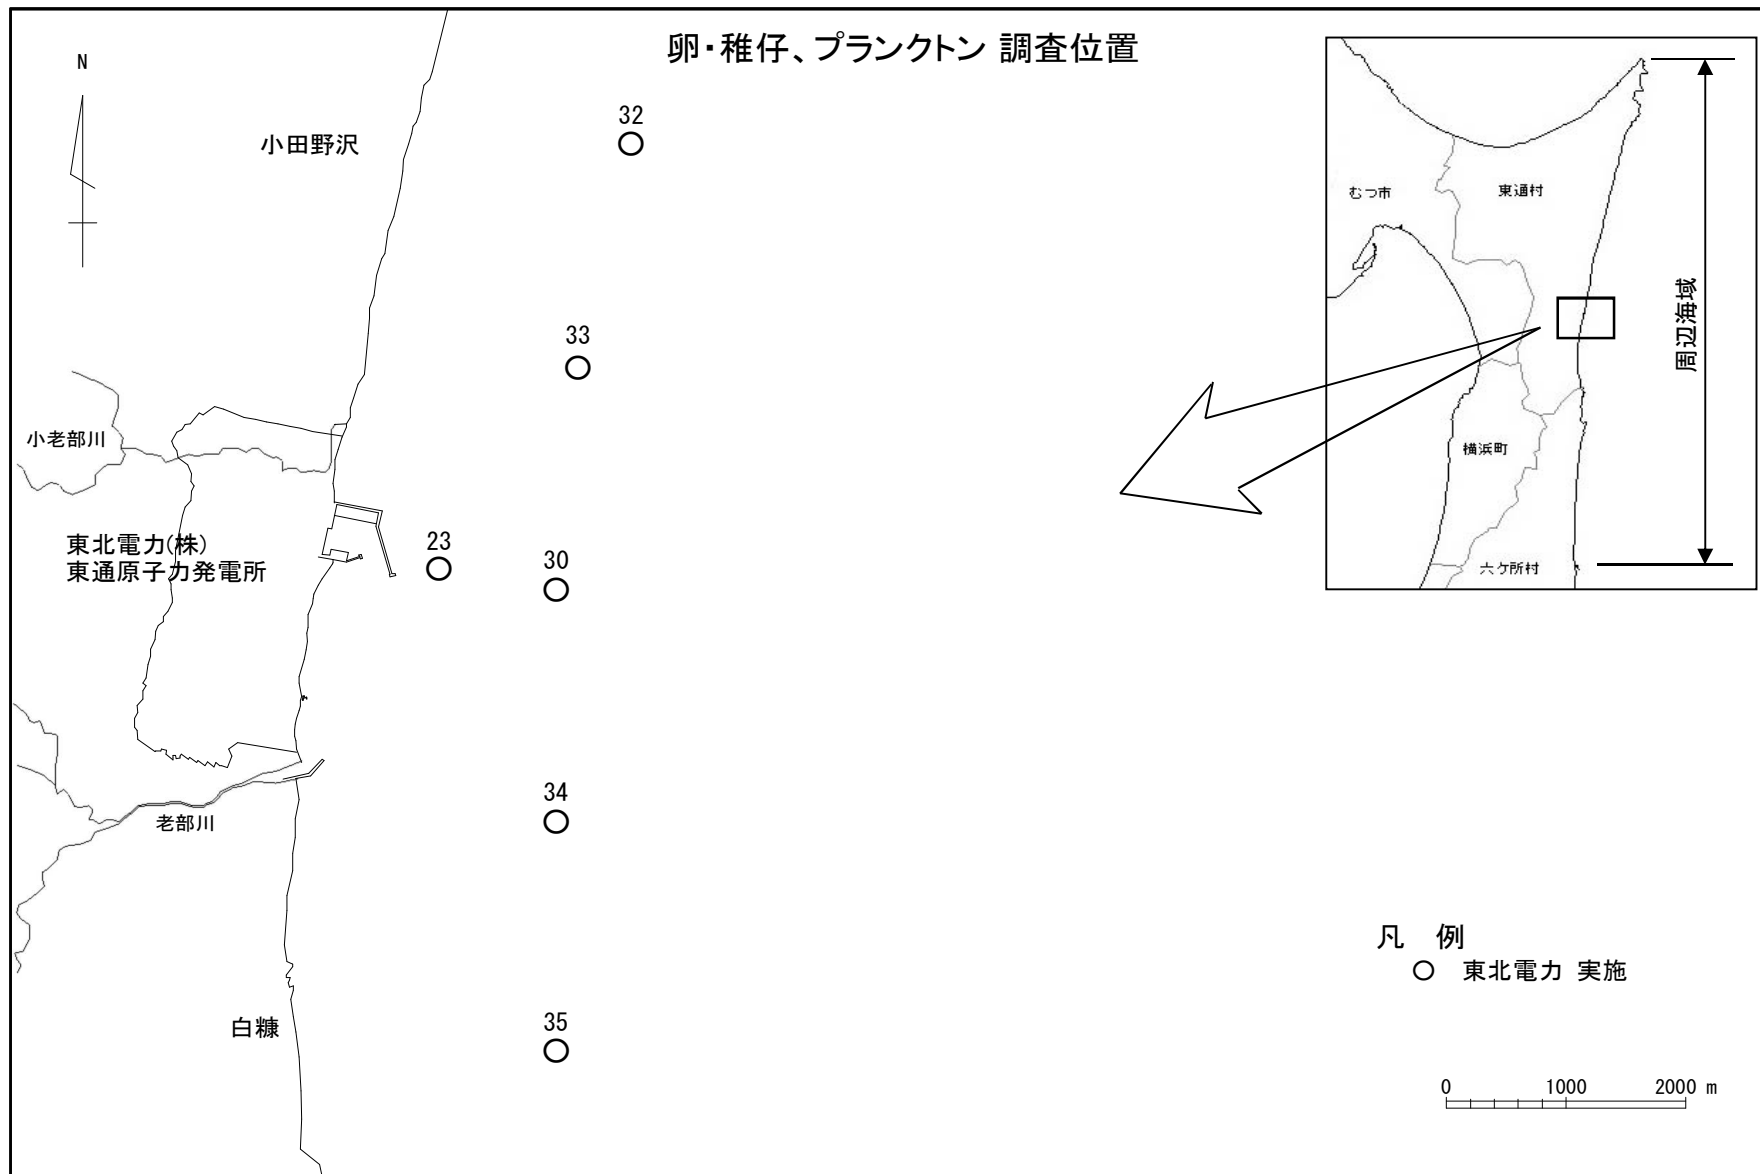 卵・稚仔、プランクトン 調査位置
N
小田野沢
32
33
小老部川
東北電力(株)
東通原子力発電所
23
30
34
老部川
白糠
35
むつ市
東通村
横浜町
六ケ所村
周辺海域
凡 例
○ 東北電力 実施
0 1000 2000 m